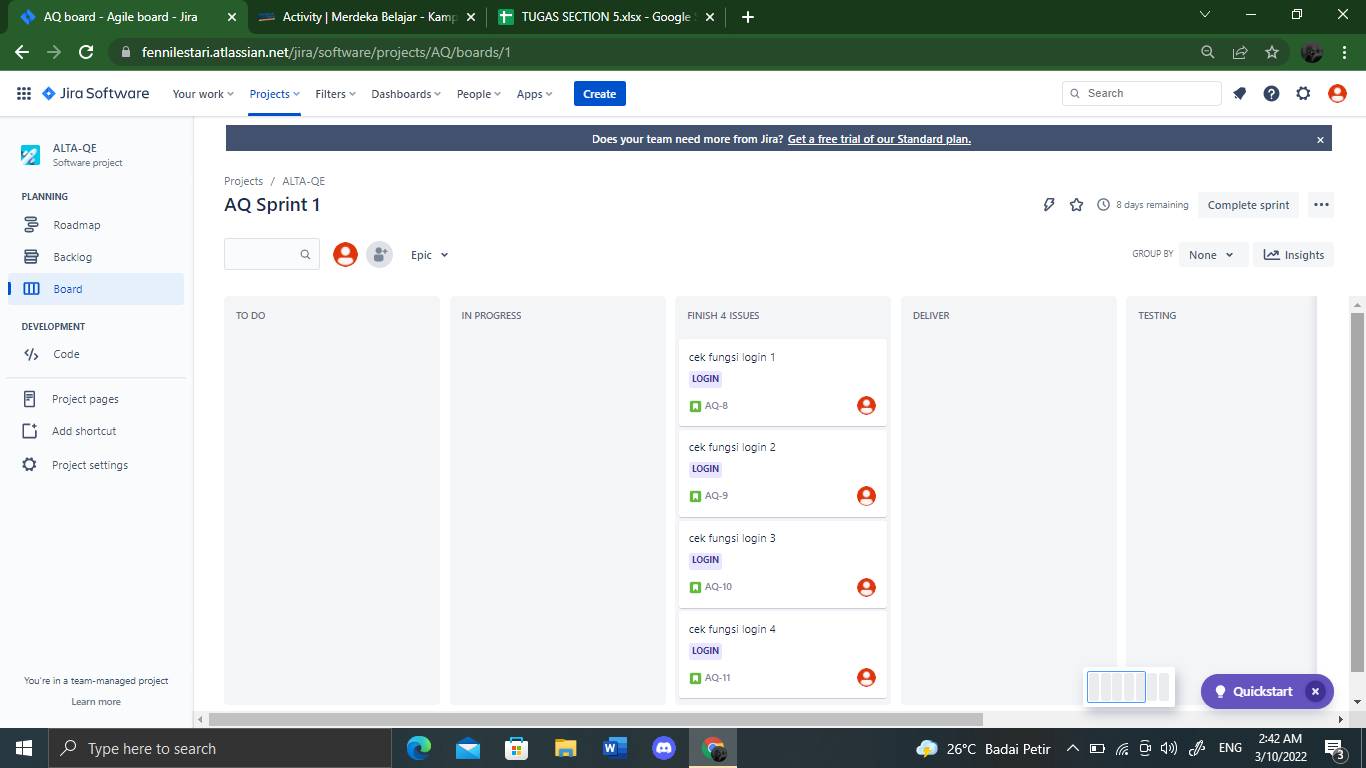 AQ board - Agile board - Jira
Activity | Merdeka Belajar - Kamp
TUGAS SECTION 5.xlsx - Google S
fennilestari.atlassian.net/jira/software/projects/AQ/boards/1
Jira Software
Your work
Projects
Filters
Dashboards
People
Apps
Create
Search
ALTA-QE
Software project
PLANNING
Roadmap
Backlog
Board
DEVELOPMENT
Code
Project pages
Add shortcut
Project settings
You're in a team-managed project
Learn more
Does your team need more from Jira? Get a free trial of our Standard plan.
Projects / ALTA-QE
AQ Sprint 1
8 days remaining
Complete sprint
Epic
GROUP BY
None
Insights
TO DO
IN PROGRESS
FINISH 4 ISSUES
cek fungsi login 1
LOGIN
AQ-8
cek fungsi login 2
LOGIN
AQ-9
cek fungsi login 3
LOGIN
AQ-10
cek fungsi login 4
LOGIN
AQ-11
DELIVER
TESTING
Quickstart
Type here to search
26°C Badai Petir
ENG
2:42 AM
3/10/2022
3